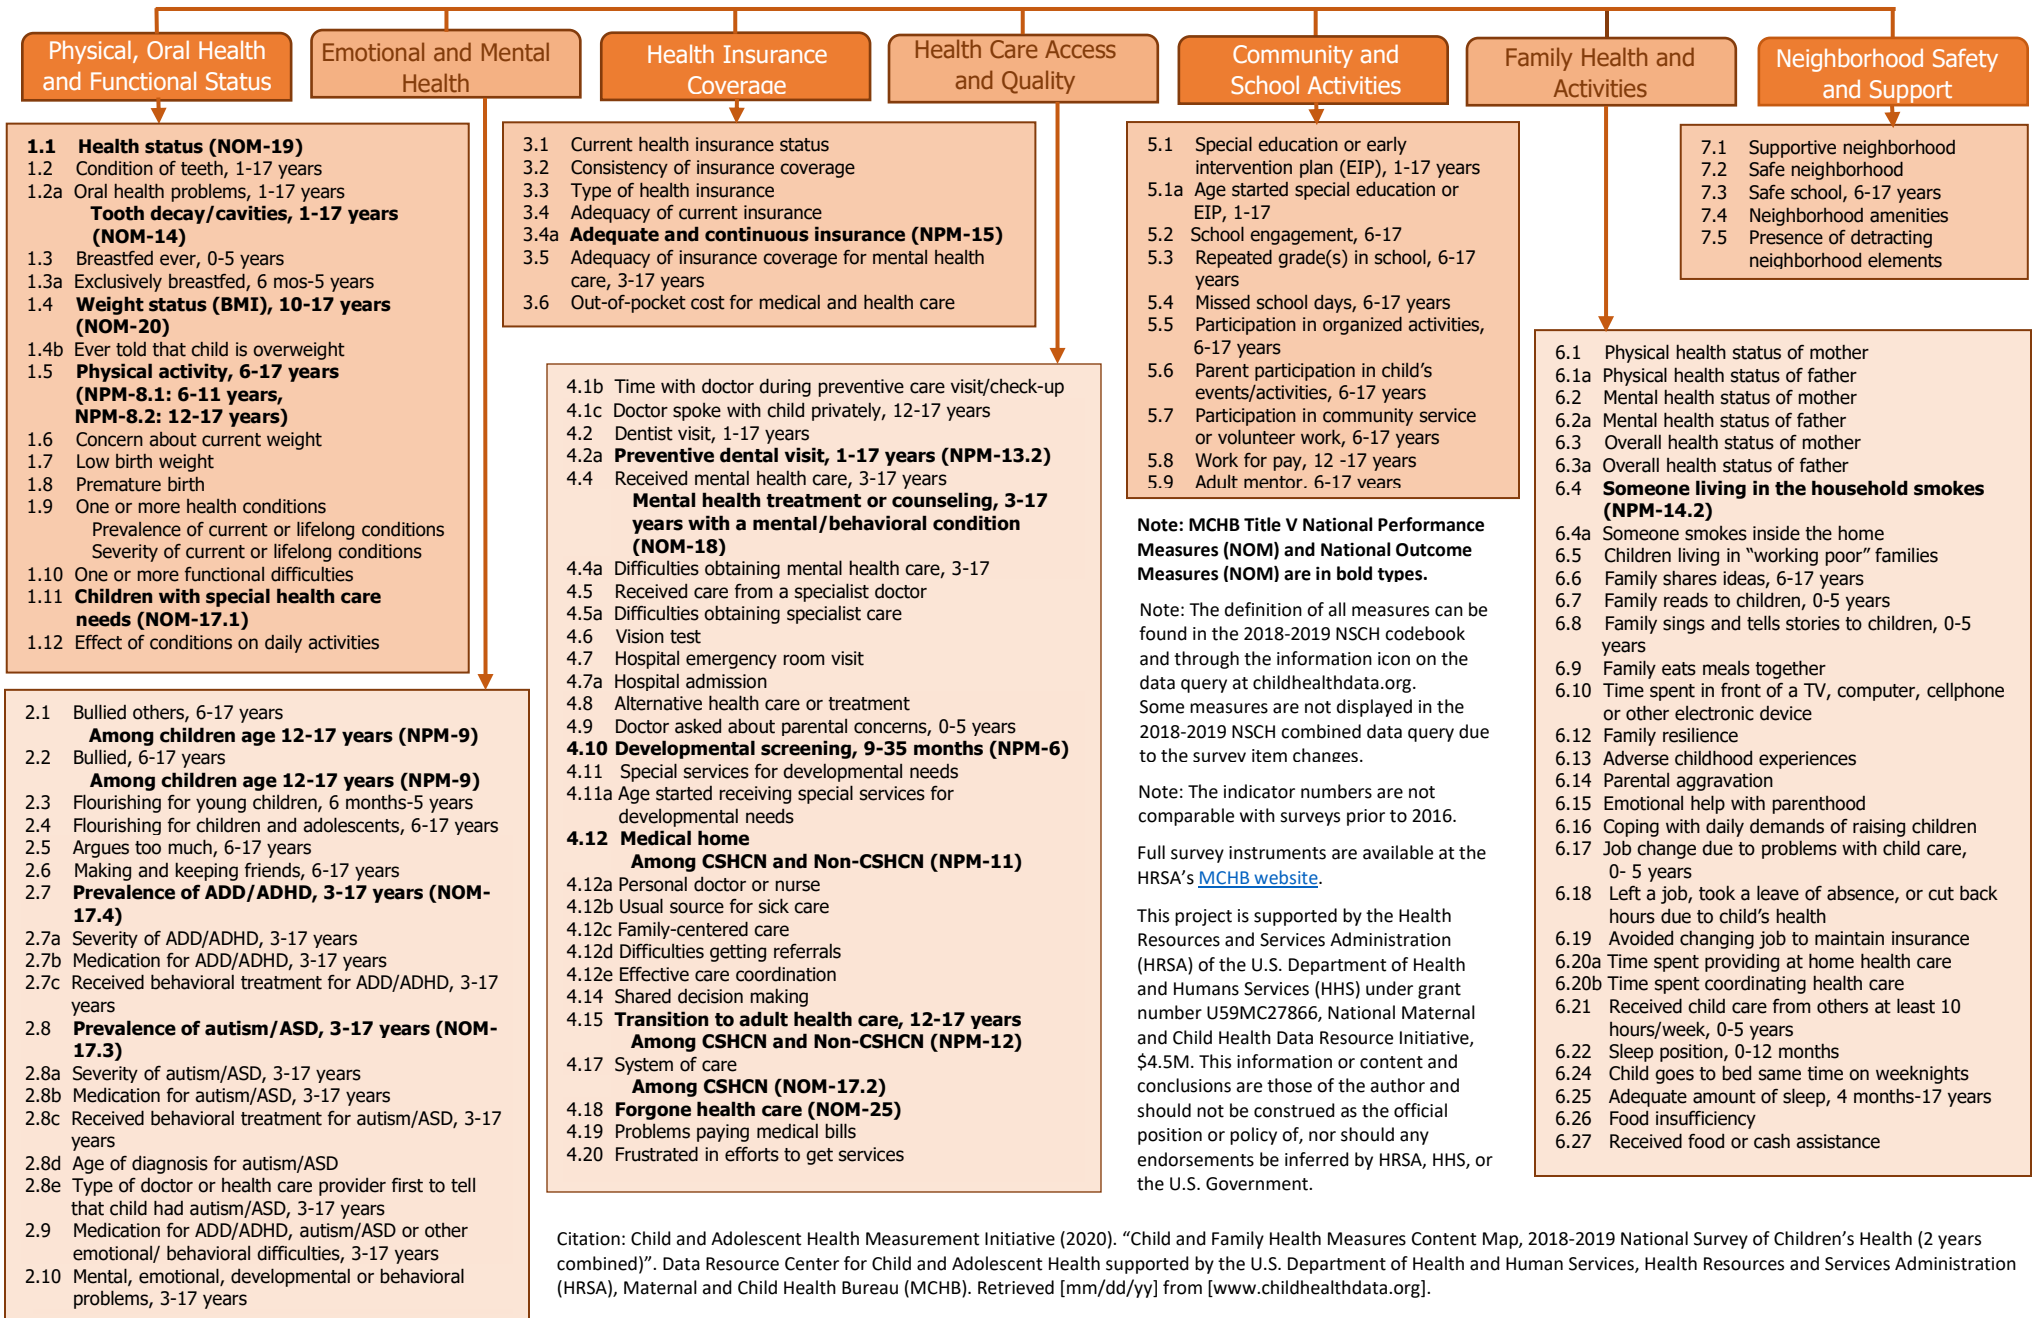 Physical, Oral Health
and Functional Status
Emotional and Mental
Health
Health Insurance
Coverage
Health Care Access
and Quality
Community and
School Activities
Family Health and
Activities
Neighborhood Safety
and Support
1.1 Health status (NOM-19)
1.2 Condition of teeth, 1-17 years
1.2a Oral health problems, 1-17 years
Tooth decay/cavities, 1-17 years
(NOM-14)
1.3 Breastfed ever, 0-5 years
1.3a Exclusively breastfed, 6 mos-5 years
1.4 Weight status (BMI), 10-17 years
(NOM-20)
1.4b Ever told that child is overweight
1.5 Physical activity, 6-17 years
(NPM-8.1: 6-11 years,
NPM-8.2: 12-17 years)
1.6 Concern about current weight
1.7 Low birth weight
1.8 Premature birth
1.9 One or more health conditions
Prevalence of current or lifelong conditions
Severity of current or lifelong conditions
1.10 One or more functional difficulties
1.11 Children with special health care
needs (NOM-17.1)
1.12 Effect of conditions on daily activities
2.1 Bullied others, 6-17 years
Among children age 12-17 years (NPM-9)
2.2 Bullied, 6-17 years
Among children age 12-17 years (NPM-9)
2.3 Flourishing for young children, 6 months-5 years
2.4 Flourishing for children and adolescents, 6-17 years
2.5 Argues too much, 6-17 years
2.6 Making and keeping friends, 6-17 years
2.7 Prevalence of ADD/ADHD, 3-17 years (NOM-
17.4)
2.7a Severity of ADD/ADHD, 3-17 years
2.7b Medication for ADD/ADHD, 3-17 years
2.7c Received behavioral treatment for ADD/ADHD, 3-17
years
2.8 Prevalence of autism/ASD, 3-17 years (NOM-
17.3)
2.8a Severity of autism/ASD, 3-17 years
2.8b Medication for autism/ASD, 3-17 years
2.8c Received behavioral treatment for autism/ASD, 3-17
years
2.8d Age of diagnosis for autism/ASD
2.8e Type of doctor or health care provider first to tell
that child had autism/ASD, 3-17 years
2.9 Medication for ADD/ADHD, autism/ASD or other
emotional/ behavioral difficulties, 3-17 years
2.10 Mental, emotional, developmental or behavioral
problems, 3-17 years
3.1 Current health insurance status
3.2 Consistency of insurance coverage
3.3 Type of health insurance
3.4 Adequacy of current insurance
3.4a Adequate and continuous insurance (NPM-15)
3.5 Adequacy of insurance coverage for mental health
care, 3-17 years
3.6 Out-of-pocket cost for medical and health care
4.1b Time with doctor during preventive care visit/check-up
4.1c Doctor spoke with child privately, 12-17 years
4.2 Dentist visit, 1-17 years
4.2a Preventive dental visit, 1-17 years (NPM-13.2)
4.4 Received mental health care, 3-17 years
Mental health treatment or counseling, 3-17
years with a mental/behavioral condition
(NOM-18)
4.4a Difficulties obtaining mental health care, 3-17
4.5 Received care from a specialist doctor
4.5a Difficulties obtaining specialist care
4.6 Vision test
4.7 Hospital emergency room visit
4.7a Hospital admission
4.8 Alternative health care or treatment
4.9 Doctor asked about parental concerns, 0-5 years
4.10 Developmental screening, 9-35 months (NPM-6)
4.11 Special services for developmental needs
4.11a Age started receiving special services for
developmental needs
4.12 Medical home
Among CSHCN and Non-CSHCN (NPM-11)
4.12a Personal doctor or nurse
4.12b Usual source for sick care
4.12c Family-centered care
4.12d Difficulties getting referrals
4.12e Effective care coordination
4.14 Shared decision making
4.15 Transition to adult health care, 12-17 years
Among CSHCN and Non-CSHCN (NPM-12)
4.17 System of care
Among CSHCN (NOM-17.2)
4.18 Forgone health care (NOM-25)
4.19 Problems paying medical bills
4.20 Frustrated in efforts to get services
5.1 Special education or early
intervention plan (EIP), 1-17 years
5.1a Age started special education or
EIP, 1-17
5.2 School engagement, 6-17
5.3 Repeated grade(s) in school, 6-17
years
5.4 Missed school days, 6-17 years
5.5 Participation in organized activities,
6-17 years
5.6 Parent participation in child's
events/activities, 6-17 years
5.7 Participation in community service
or volunteer work, 6-17 years
5.8 Work for pay, 12 -17 years
5.9 Adult mentor, 6-17 years
Note: MCHB Title V National Performance
Measures (NOM) and National Outcome
Measures (NOM) are in bold types.
Note: The definition of all measures can be
found in the 2018-2019 NSCH codebook
and through the information icon on the
data query at childhealthdata.org.
Some measures are not displayed in the
2018-2019 NSCH combined data query due
to the survey item changes.
Note: The indicator numbers are not
comparable with surveys prior to 2016.
Full survey instruments are available at the
HRSA's MCHB website.
This project is supported by the Health
Resources and Services Administration
(HRSA) of the U.S. Department of Health
and Humans Services (HHS) under grant
number U59MC27866, National Maternal
and Child Health Data Resource Initiative,
$4.5M. This information or content and
conclusions are those of the author and
should not be construed as the official
position or policy of, nor should any
endorsements be inferred by HRSA, HHS, or
the U.S. Government.
6.1 Physical health status of mother
6.1a Physical health status of father
6.2 Mental health status of mother
6.2a Mental health status of father
6.3 Overall health status of mother
6.3a Overall health status of father
6.4 Someone living in the household smokes
(NPM-14.2)
6.4a Someone smokes inside the home
6.5 Children living in "working poor" families
6.6 Family shares ideas, 6-17 years
6.7 Family reads to children, 0-5 years
6.8 Family sings and tells stories to children, 0-5
years
6.9 Family eats meals together
6.10 Time spent in front of a TV, computer, cellphone
or other electronic device
6.12 Family resilience
6.13 Adverse childhood experiences
6.14 Parental aggravation
6.15 Emotional help with parenthood
6.16 Coping with daily demands of raising children
6.17 Job change due to problems with child care,
0- 5 years
6.18 Left a job, took a leave of absence, or cut back
hours due to child's health
6.19 Avoided changing job to maintain insurance
6.20a Time spent providing at home health care
6.20b Time spent coordinating health care
6.21 Received child care from others at least 10
hours/week, 0-5 years
6.22 Sleep position, 0-12 months
6.24 Child goes to bed same time on weeknights
6.25 Adequate amount of sleep, 4 months-17 years
6.26 Food insufficiency
6.27 Received food or cash assistance
7.1 Supportive neighborhood
7.2 Safe neighborhood
7.3 Safe school, 6-17 years
7.4 Neighborhood amenities
7.5 Presence of detracting
neighborhood elements
Citation: Child and Adolescent Health Measurement Initiative (2020). “Child and Family Health Measures Content Map, 2018-2019 National Survey of Children’s Health (2 years
combined)”. Data Resource Center for Child and Adolescent Health supported by the U.S. Department of Health and Human Services, Health Resources and Services Administration
(HRSA), Maternal and Child Health Bureau (MCHB). Retrieved [mm/dd/yy] from [www.childhealthdata.org].